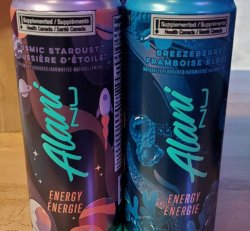 Supplemented / Supplémenté
Health Canada / Santé Canada
COSMIC STARDUST
POUSSIÈRE D'ÉTOILE
Alani
NU
ENERGY
ÉNERGIE
Supplemented / Supplémenté
Health Canada / Santé Canada
BREEZEBERRY
FRAMBOISE BLEUE
Alani
NU
ENERGY
ÉNERGIE